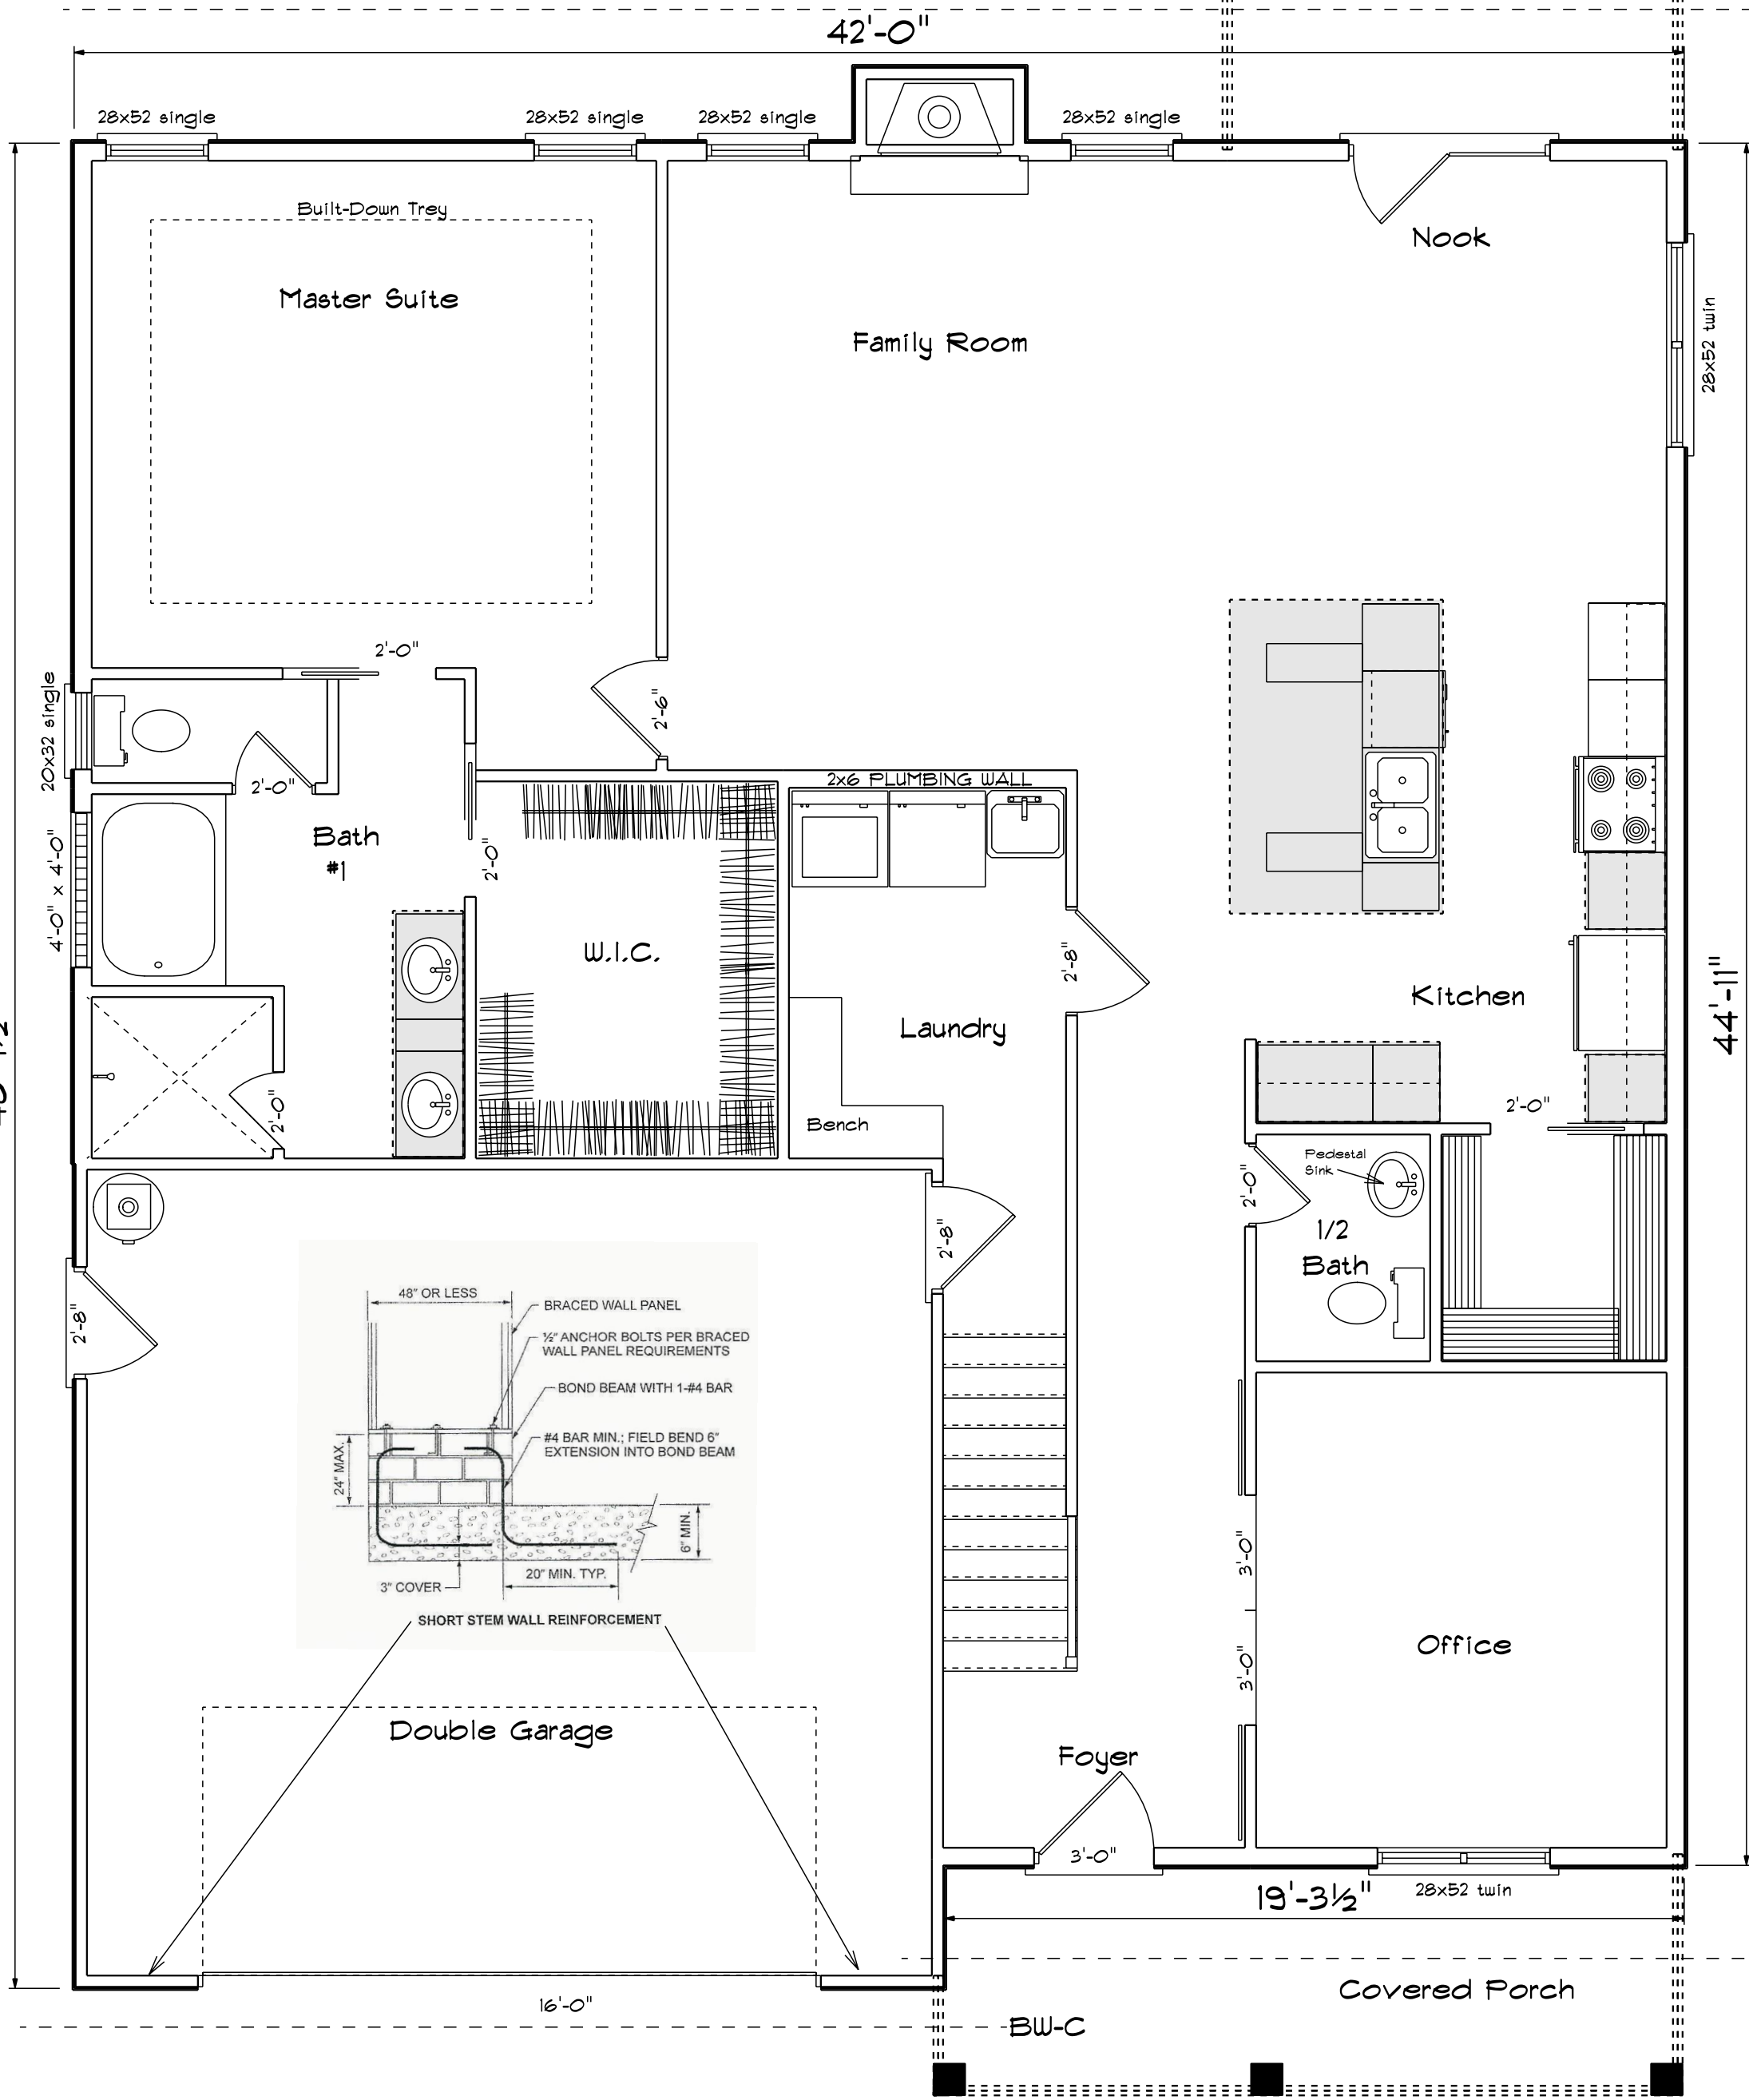 42'-0"
28x52 single
28x52 single
28x52 single
28x52 single
Built-Down Trey
Nook
Master Suite
Family Room
28x52 twin
2'-0"
20x32 single
2'-6"
2'-0"
2x6 PLUMBING WALL
Bath
#1
2'-0"
4'-0" x 4'-0"
W.I.C.
2'-8"
Kitchen
44'-11"
Laundry
2'-0"
2'-0"
Bench
Pedestal
Sink
2'-0"
1/2
Bath
2'-8"
2'-8"
48" OR LESS
BRACED WALL PANEL
½" ANCHOR BOLTS PER BRACED
WALL PANEL REQUIREMENTS
BOND BEAM WITH 1-#4 BAR
#4 BAR MIN.; FIELD BEND 6"
EXTENSION INTO BOND BEAM
24" MAX.
6" MIN.
20" MIN. TYP.
3" COVER
SHORT STEM WALL REINFORCEMENT
3'-0"
3'-0"
Office
Double Garage
Foyer
3'-0"
19'-3½"
28x52 twin
Covered Porch
16'-0"
BW-C